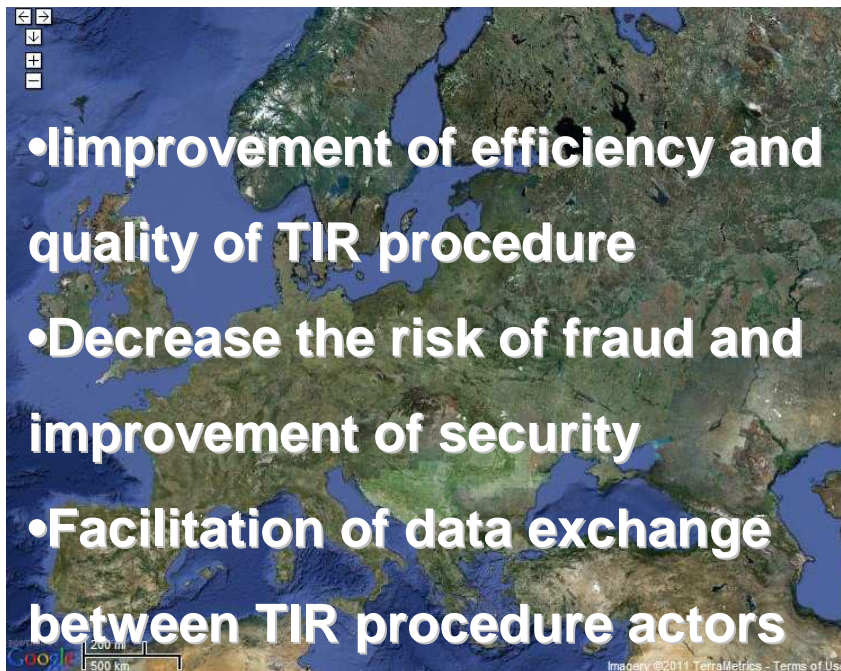 •Iimprovement of efficiency and
quality of TIR procedure
•Decrease the risk of fraud and
improvement of security
•Facilitation of data exchange
between TIR procedure actors
200 mi
500 km
Google
Imagery ©2011 TerraMetrics - Terms of Use